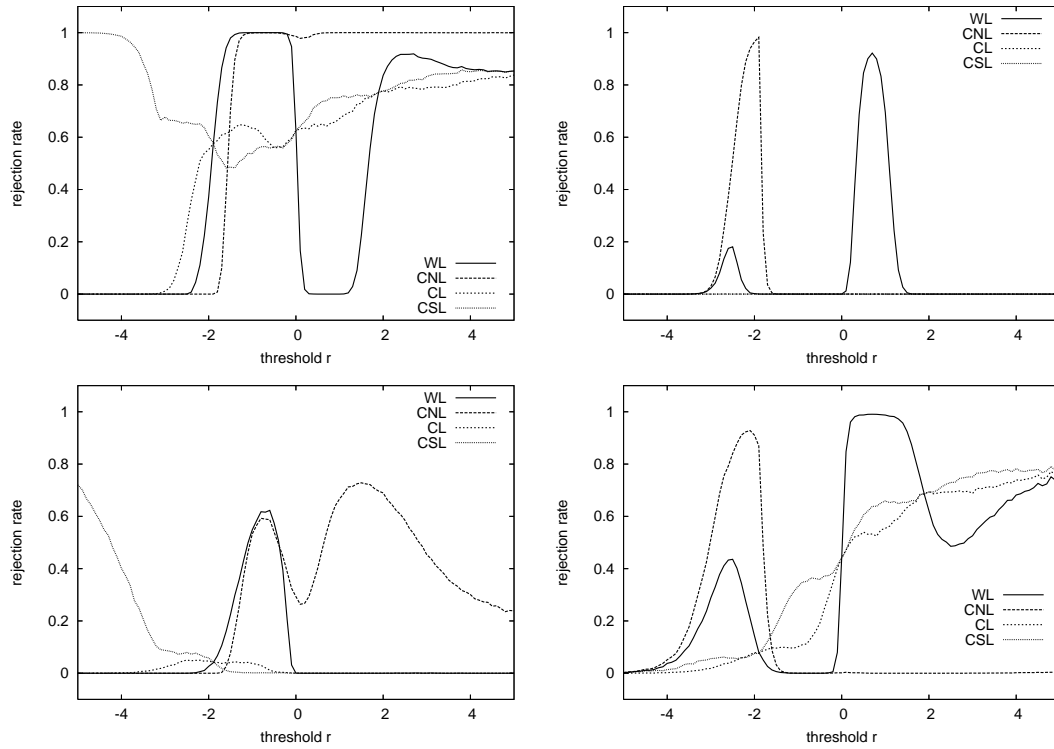 1
0.8
0.6
0.4
0.2
0
rejection rate
WL
CNL
CL
CSL
-4 -2 0 2 4
threshold r
1
0.8
0.6
0.4
0.2
0
rejection rate
WL
CNL
CL
CSL
-4 -2 0 2 4
threshold r
1
0.8
0.6
0.4
0.2
0
rejection rate
WL
CNL
CL
CSL
-4 -2 0 2 4
threshold r
1
0.8
0.6
0.4
0.2
0
rejection rate
WL
CNL
CL
CSL
-4 -2 0 2 4
threshold r